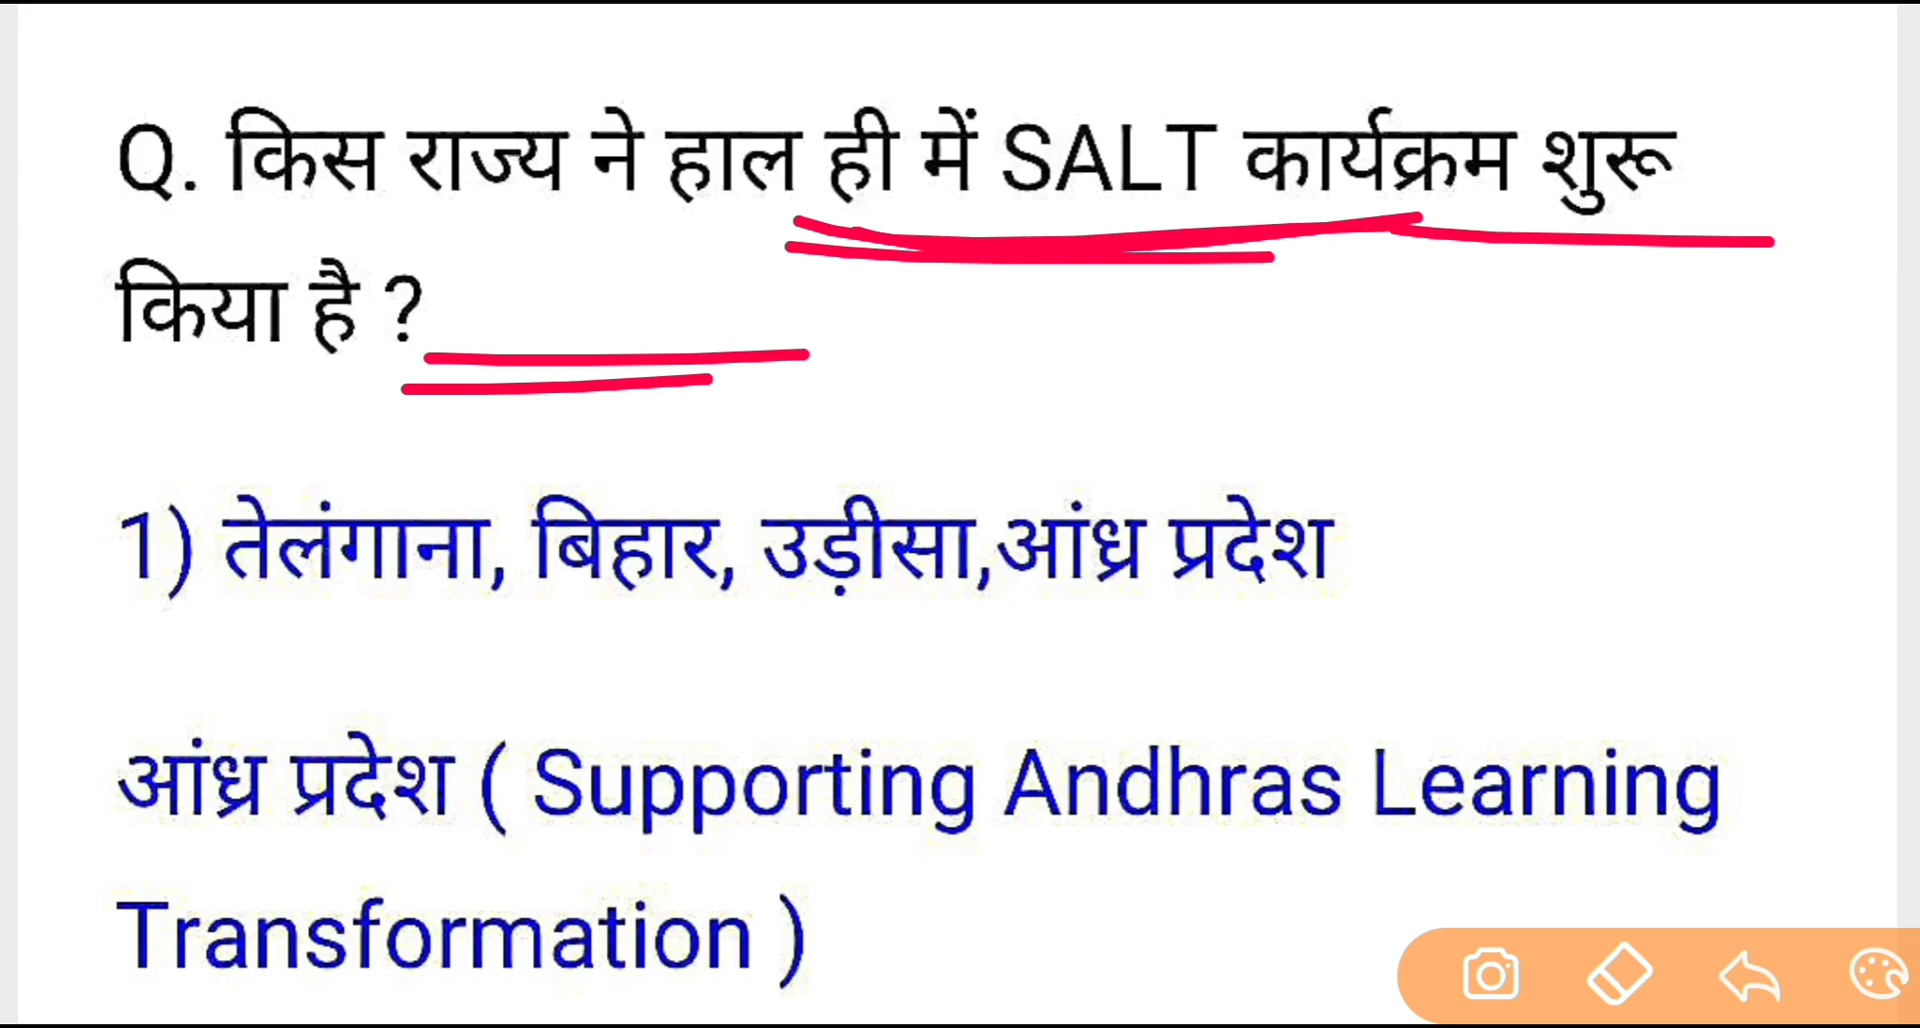 Q. किस राज्य ने हाल ही में SALT कार्यक्रम शुरू
किया है ?
1) तेलंगाना, बिहार, उड़ीसा,आंध्र प्रदेश
आंध्र प्रदेश ( Supporting Andhras Learning
Transformation )